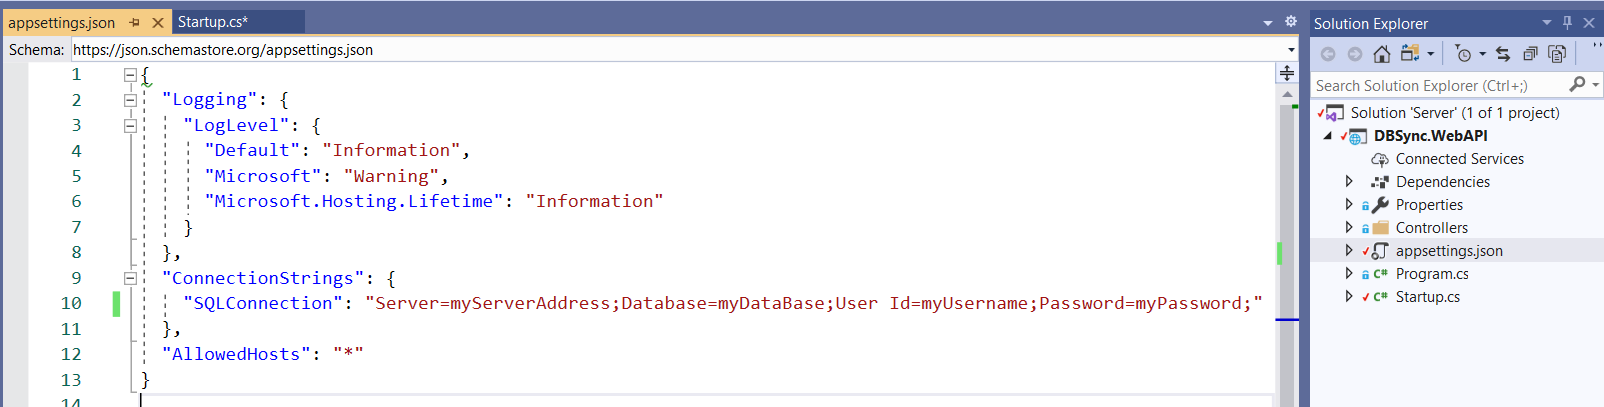 appsettings.json
Startup.cs*
Schema: https://json.schemastore.org/appsettings.json
1 {
2 "Logging": {
3 "LogLevel": {
4 "Default": "Information",
5 "Microsoft": "Warning",
6 "Microsoft.Hosting.Lifetime": "Information"
7 }
8 },
9 "ConnectionStrings": {
10 "SQLConnection": "Server=myServerAddress;Database=myDataBase;User Id=myUsername;Password=myPassword;"
11 },
12 "AllowedHosts": "*"
13 }
14
Solution Explorer
Search Solution Explorer (Ctrl+;)
Solution 'Server' (1 of 1 project)
DBSync.WebAPI
Connected Services
Dependencies
Properties
Controllers
appsettings.json
C# Program.cs
C# Startup.cs